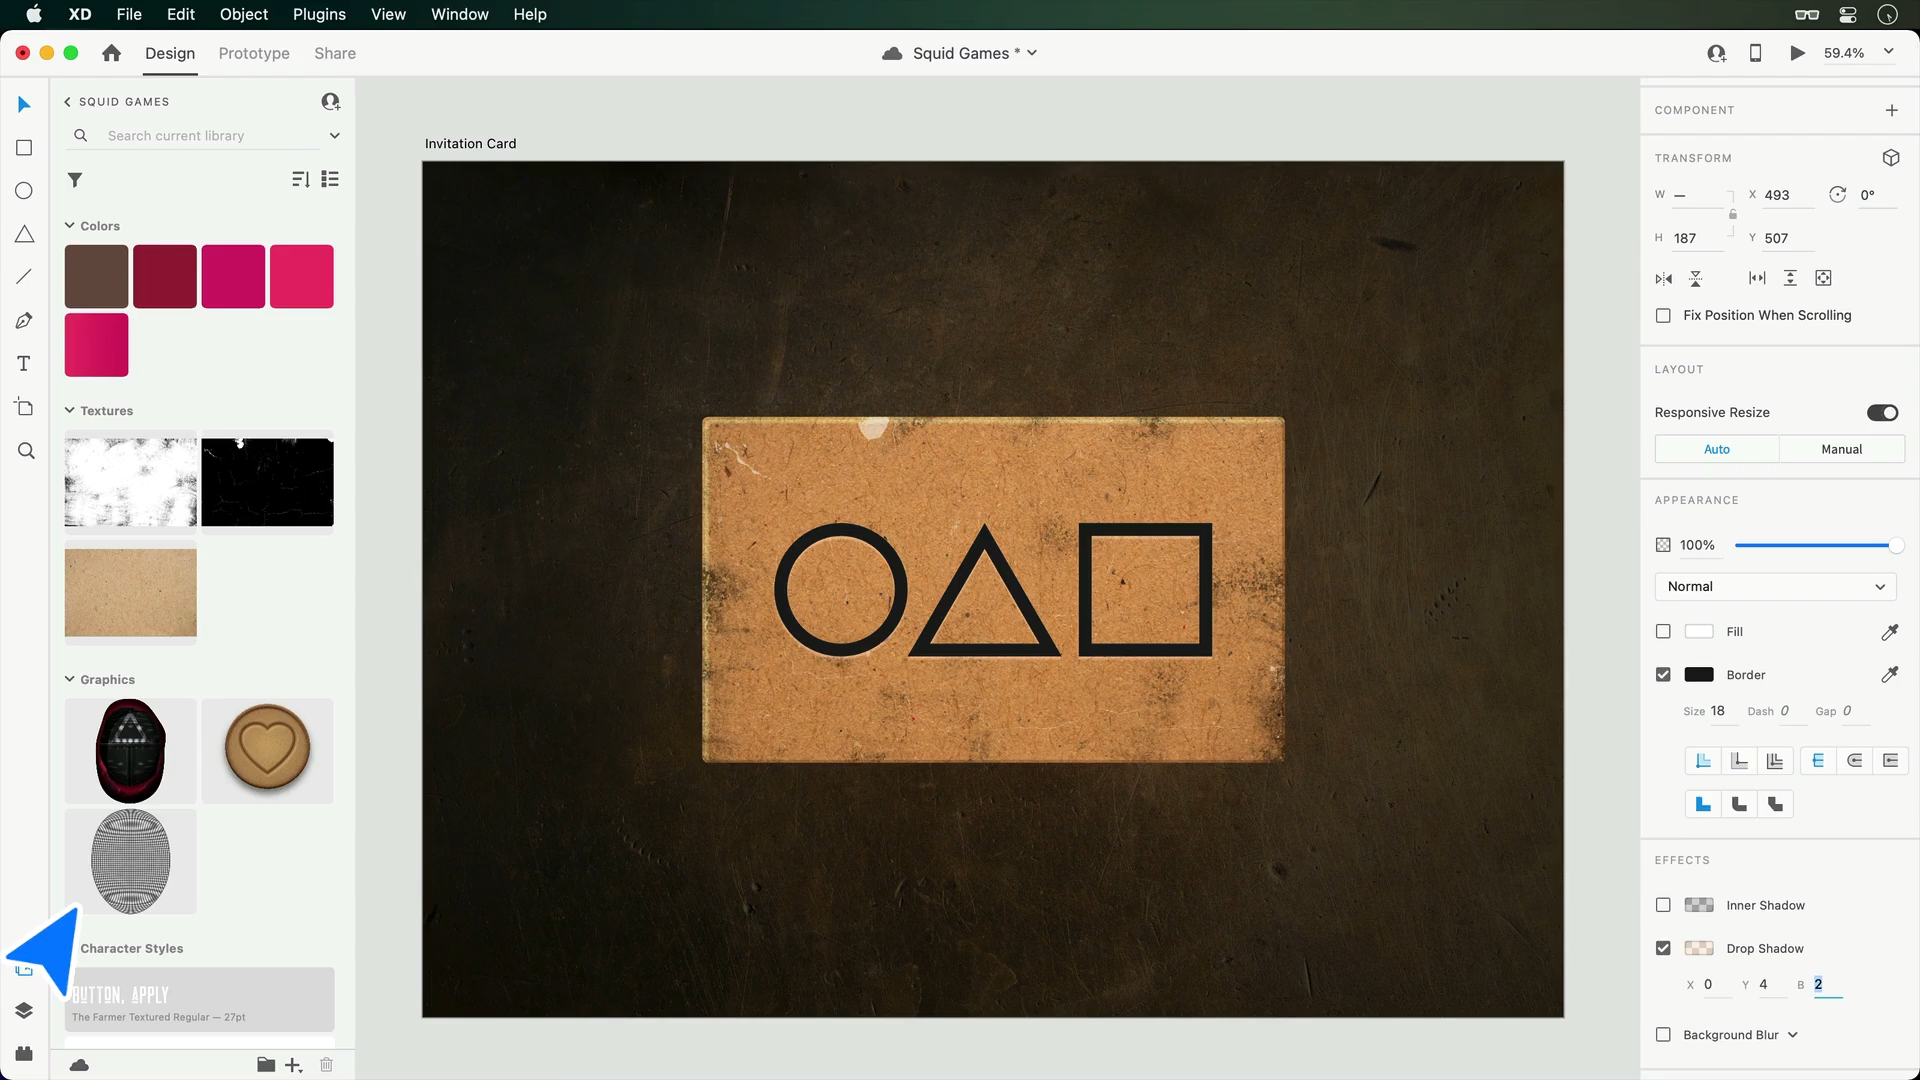 XD File Edit Object Plugins View Window Help
Design Prototype Share
Squid Games *
59.4%
SQUID GAMES
Search current library
Colors
Textures
Graphics
Character Styles
BUTTON, APPLY
The Farmer Textured Regular — 27pt
Invitation Card
COMPONENT
TRANSFORM
W — X 493 0°
H 187 Y 507
Fix Position When Scrolling
LAYOUT
Responsive Resize
Auto Manual
APPEARANCE
100%
Normal
Fill
Border
Size 18 Dash 0 Gap 0
EFFECTS
Inner Shadow
Drop Shadow
X 0 Y 4 B 2
Background Blur